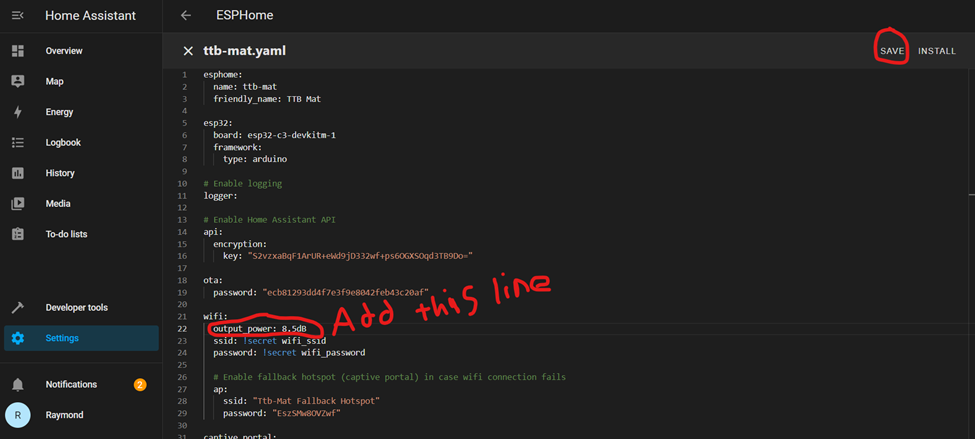 Home Assistant
ESPHome
ttb-mat.yaml
SAVE
INSTALL
Overview
Map
Energy
Logbook
History
Media
To-do lists
Developer tools
Settings
Notifications
2
R
Raymond
1 esphome:
2 name: ttb-mat
3 friendly_name: TTB Mat
4
5 esp32:
6 board: esp32-c3-devkitm-1
7 framework:
8 type: arduino
9
10 # Enable logging
11 logger:
12
13 # Enable Home Assistant API
14 api:
15 encryption:
16 key: "S2vzxaBqF1ArUR+eWd9jD332wf+ps6OGXSOqd3TB9Do="
17
18 ota:
19 password: "ecb81293dd4f7e3f9e8042feb43c20af"
20
21 wifi:
22 output_power: 8.5dB
Add this line
23 ssid: !secret wifi_ssid
24 password: !secret wifi_password
25
26 # Enable fallback hotspot (captive portal) in case wifi connection fails
27 ap:
28 ssid: "Ttb-Mat Fallback Hotspot"
29 password: "EszSMw8OVZwf"
30
31 captive_portal: